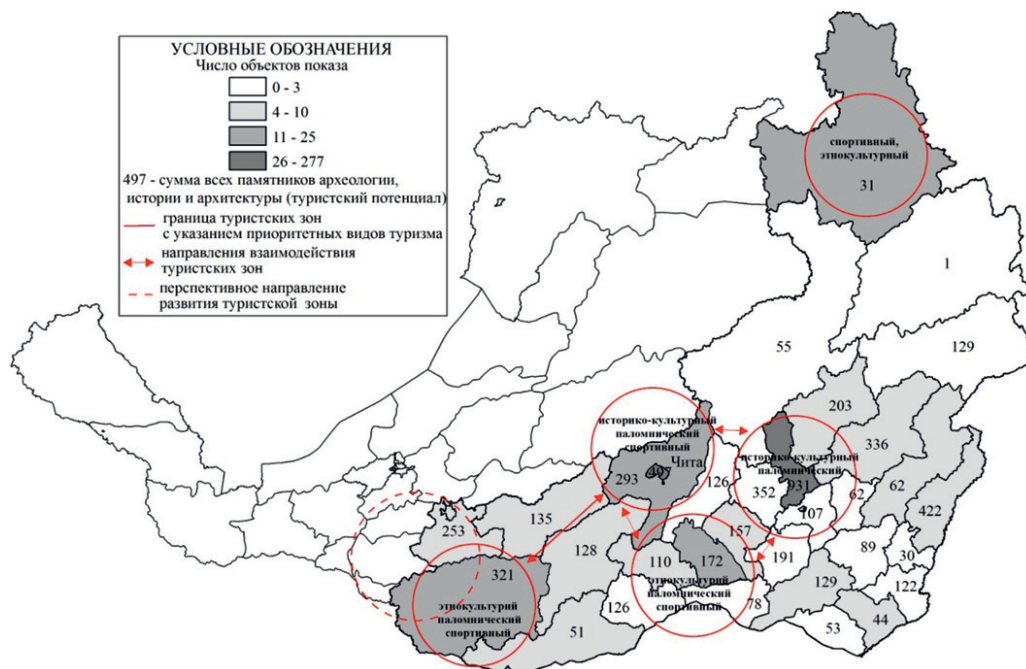 УСЛОВНЫЕ ОБОЗНАЧЕНИЯ
Число объектов показа
0 - 3
4 - 10
11 - 25
26 - 277
497 - сумма всех памятников археологии,
истории и архитектуры (туристский потенциал)
граница туристских зон
с указанием приоритетных видов туризма
направления взаимодействия
туристских зон
перспективное направление
развития туристской зоны
спортивный,
этнокультурный
31
1
55
129
203
336
историко-культурный
паломнический
спортивный
Чита
293
497
126
историко-культурный
паломнический
931
352
107
62
62
422
135
253
128
157
191
89
30
122
110
172
этнокультурий
паломнический
спортивный
321
этнокультурий
паломнический
спортивный
126
78
129
44
53
51